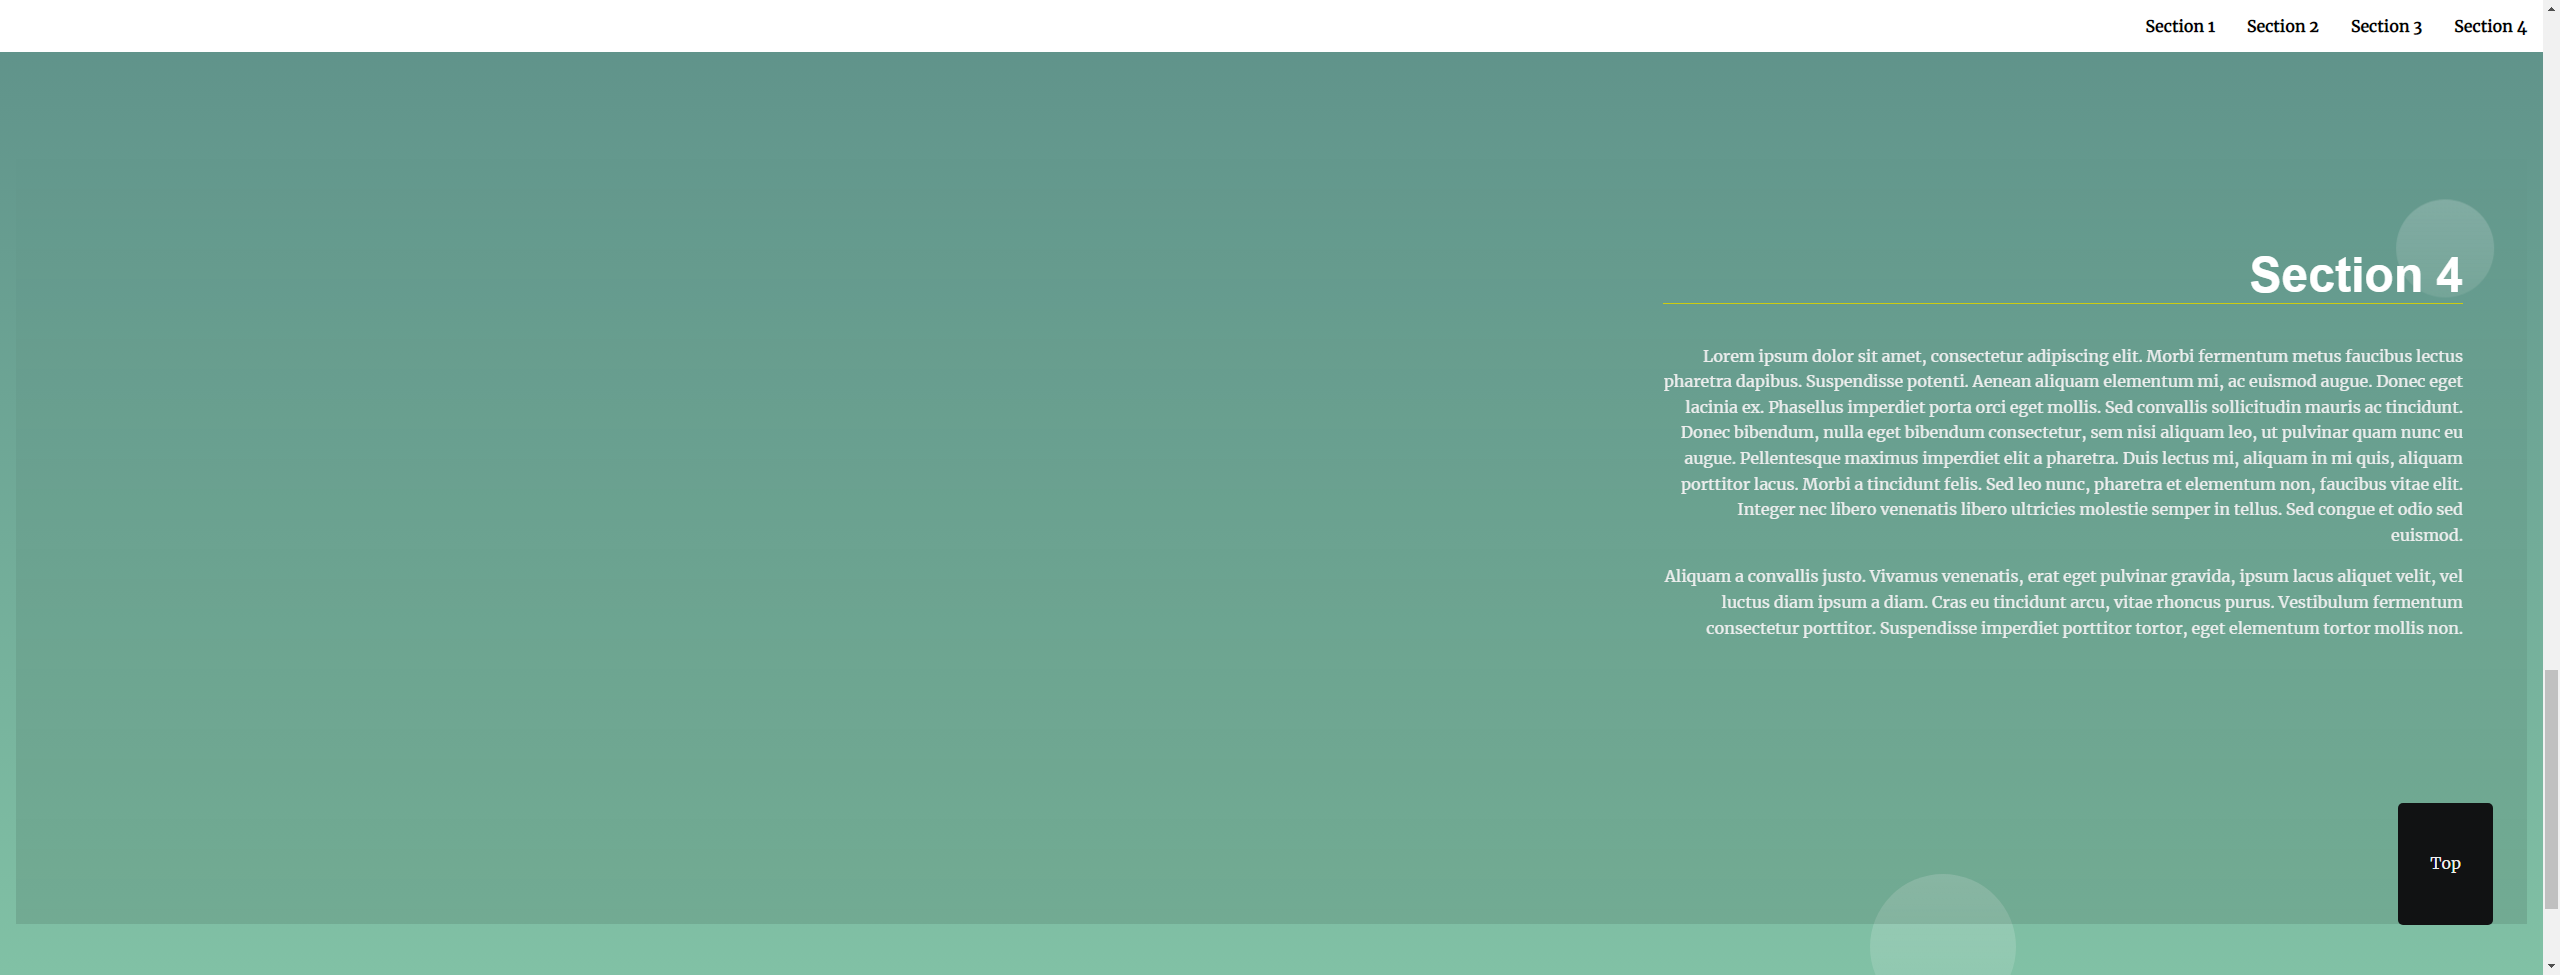 Section 1
Section 2
Section 3
Section 4
Section 4
Lorem ipsum dolor sit amet, consectetur adipiscing elit. Morbi fermentum metus faucibus lectus
pharetra dapibus. Suspendisse potenti. Aenean aliquam elementum mi, ac euismod augue. Donec eget
lacinia ex. Phasellus imperdiet porta orci eget mollis. Sed convallis sollicitudin mauris ac tincidunt.
Donec bibendum, nulla eget bibendum consectetur, sem nisi aliquam leo, ut pulvinar quam nunc eu
augue. Pellentesque maximus imperdiet elit a pharetra. Duis lectus mi, aliquam in mi quis, aliquam
porttitor lacus. Morbi a tincidunt felis. Sed leo nunc, pharetra et elementum non, faucibus vitae elit.
Integer nec libero venenatis libero ultricies molestie semper in tellus. Sed congue et odio sed
euismod.
Aliquam a convallis justo. Vivamus venenatis, erat eget pulvinar gravida, ipsum lacus aliquet velit, vel
luctus diam ipsum a diam. Cras eu tincidunt arcu, vitae rhoncus purus. Vestibulum fermentum
consectetur porttitor. Suspendisse imperdiet porttitor tortor, eget elementum tortor mollis non.
Top